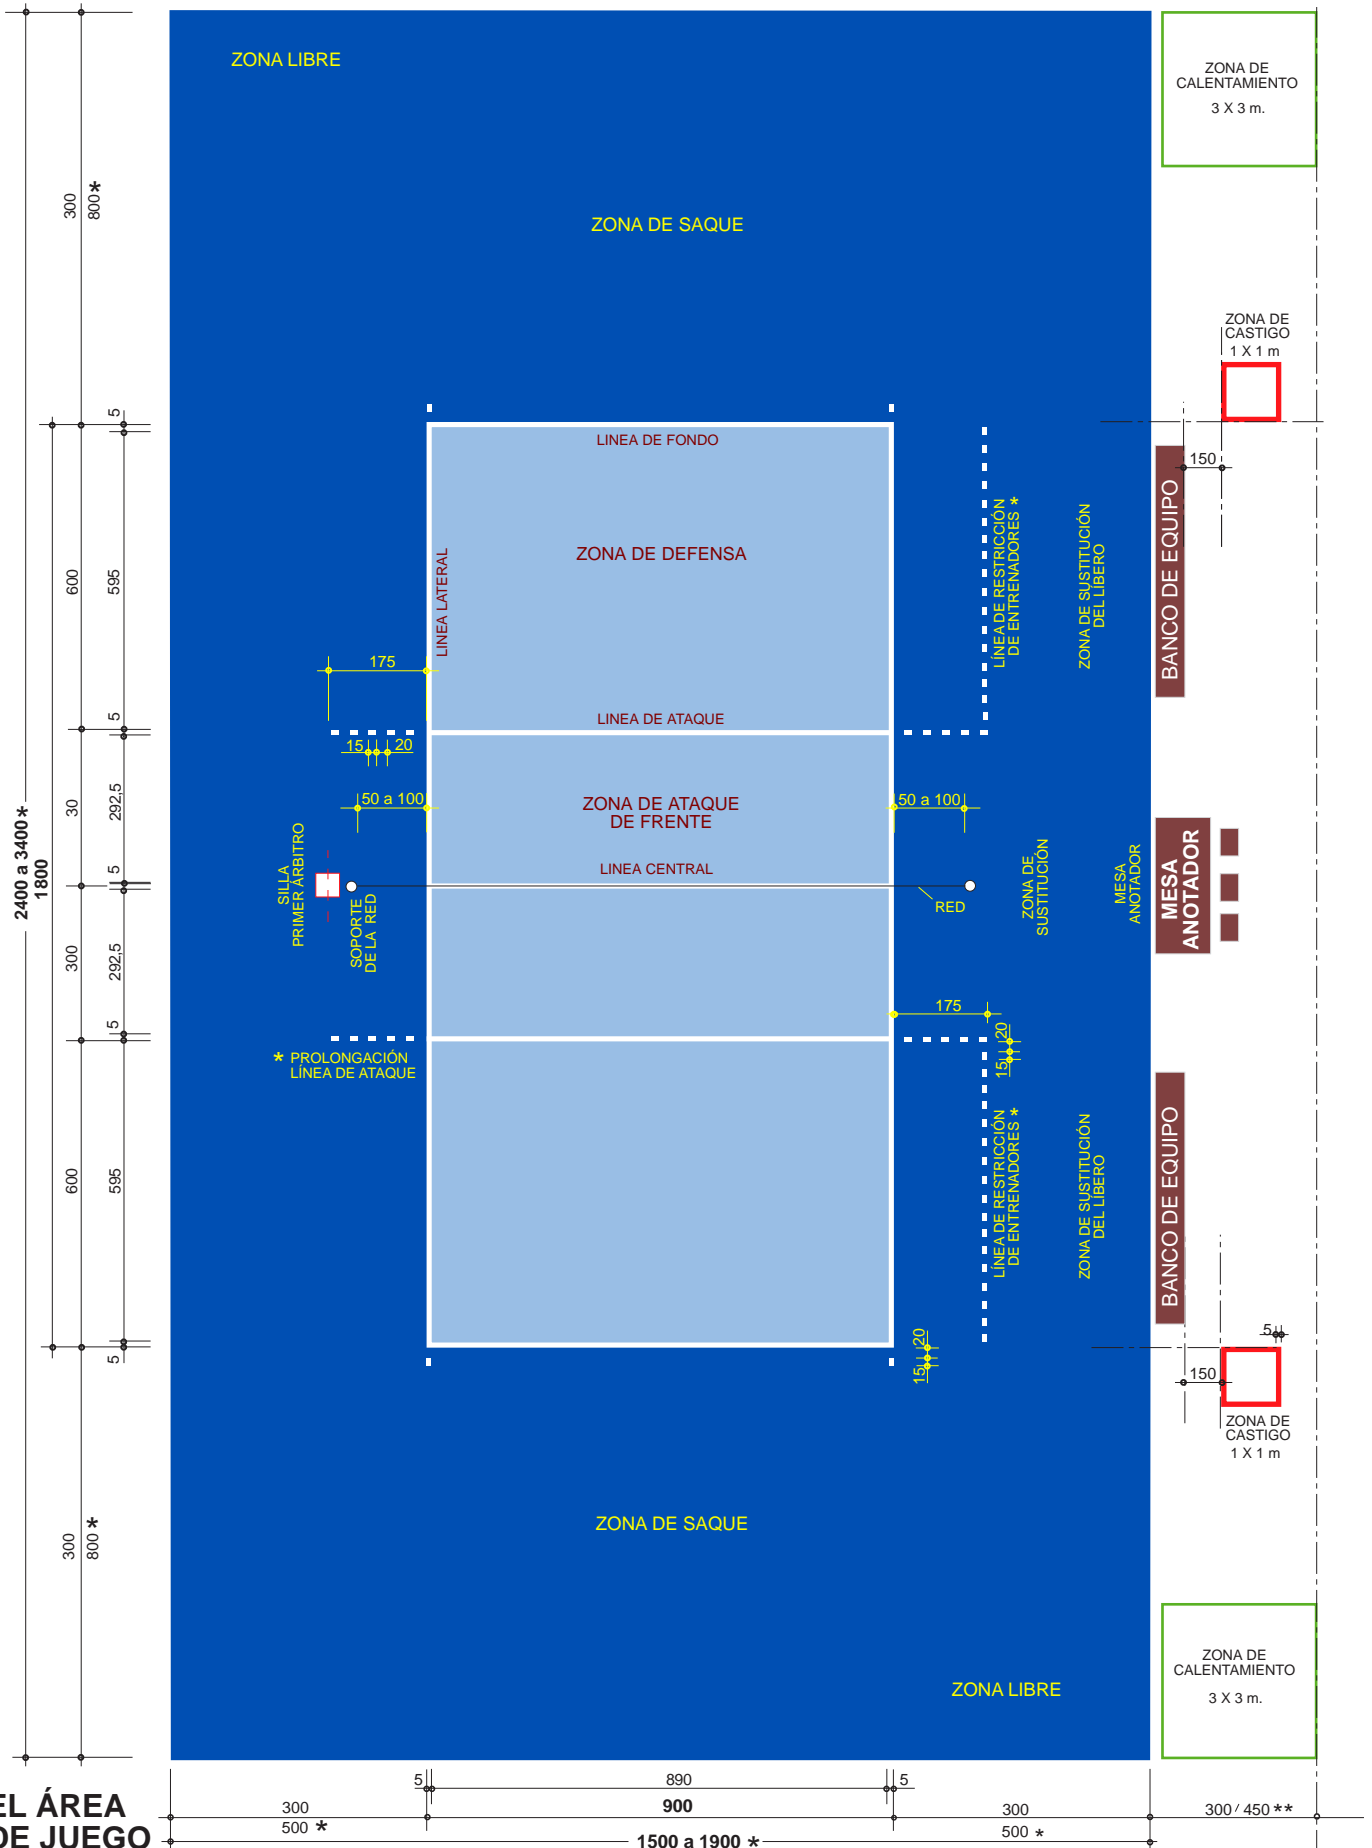 ZONA LIBRE
ZONA DE
CALENTAMIENTO
3 X 3 m.
300
800*
ZONA DE SAQUE
ZONA DE
CASTIGO
1 X 1 m
5
LINEA DE FONDO
150
BANCO DE EQUIPO
LÍNEA DE RESTRICCIÓN
DE ENTRENADORES *
ZONA DE SUSTITUCIÓN
DEL LÍBERO
ZONA DE DEFENSA
LINEA LATERAL
600
595
175
5
LINEA DE ATAQUE
15
20
30
292,5
50 a 100
ZONA DE ATAQUE
DE FRENTE
50 a 100
2400 a 3400*
1800
5
LINEA CENTRAL
SILLA
PRIMER ÁRBITRO
SOPORTE
DE LA RED
RED
ZONA DE
SUSTITUCIÓN
MESA
ANOTADOR
MESA
ANOTADOR
300
292,5
5
175
20
15
* PROLONGACIÓN
LÍNEA DE ATAQUE
600
595
LÍNEA DE RESTRICCIÓN
DE ENTRENADORES *
ZONA DE SUSTITUCIÓN
DEL LÍBERO
BANCO DE EQUIPO
5
20
15
5
150
ZONA DE
CASTIGO
1 X 1 m
300
800*
ZONA DE SAQUE
ZONA DE
CALENTAMIENTO
3 X 3 m.
ZONA LIBRE
5
890
5
EL ÁREA
DE JUEGO
300
500 *
900
300
500 *
300 / 450 **
1500 a 1900 *